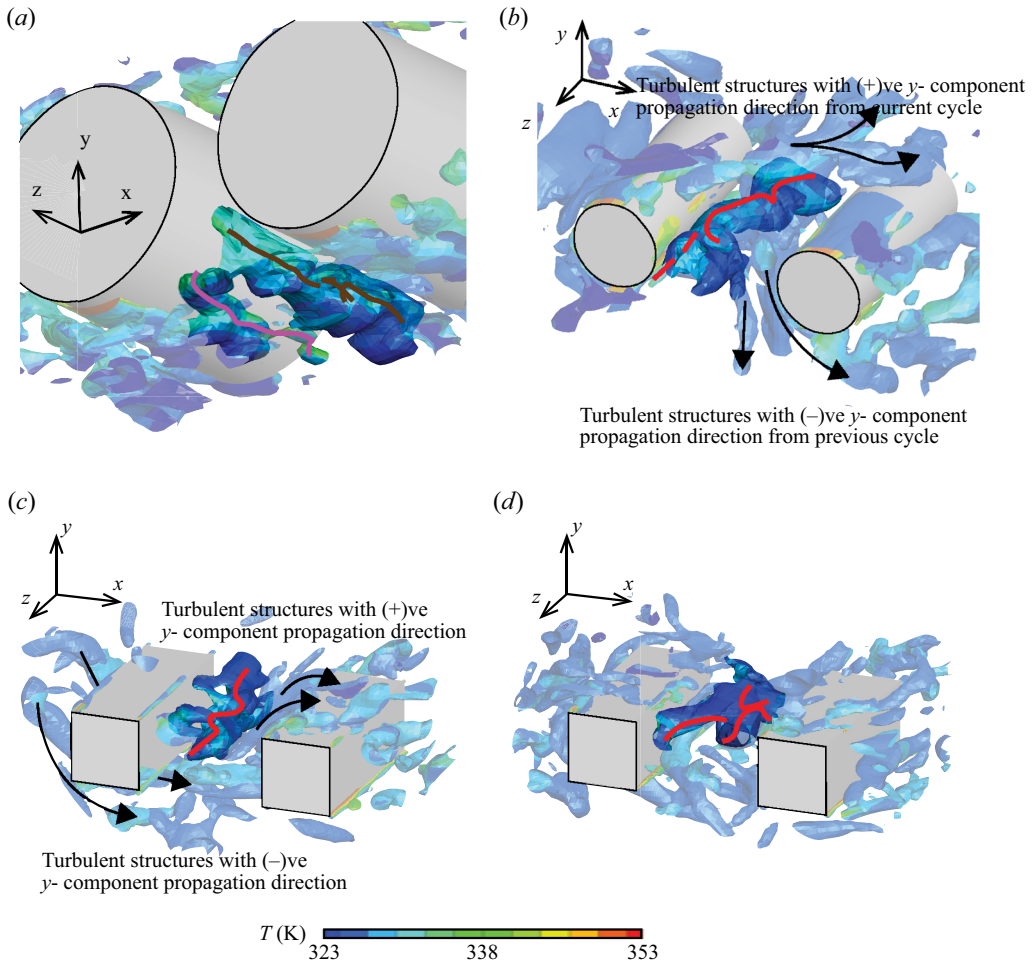 (a)
y
z
x
(b)
y
x
z
Turbulent structures with (+)ve y- component
propagation direction from current cycle
Turbulent structures with (–)ve y- component
propagation direction from previous cycle
(c)
y
x
z
Turbulent structures with (+)ve
y- component propagation direction
Turbulent structures with (–)ve
y- component propagation direction
(d)
y
x
z
T (K)
323 338 353